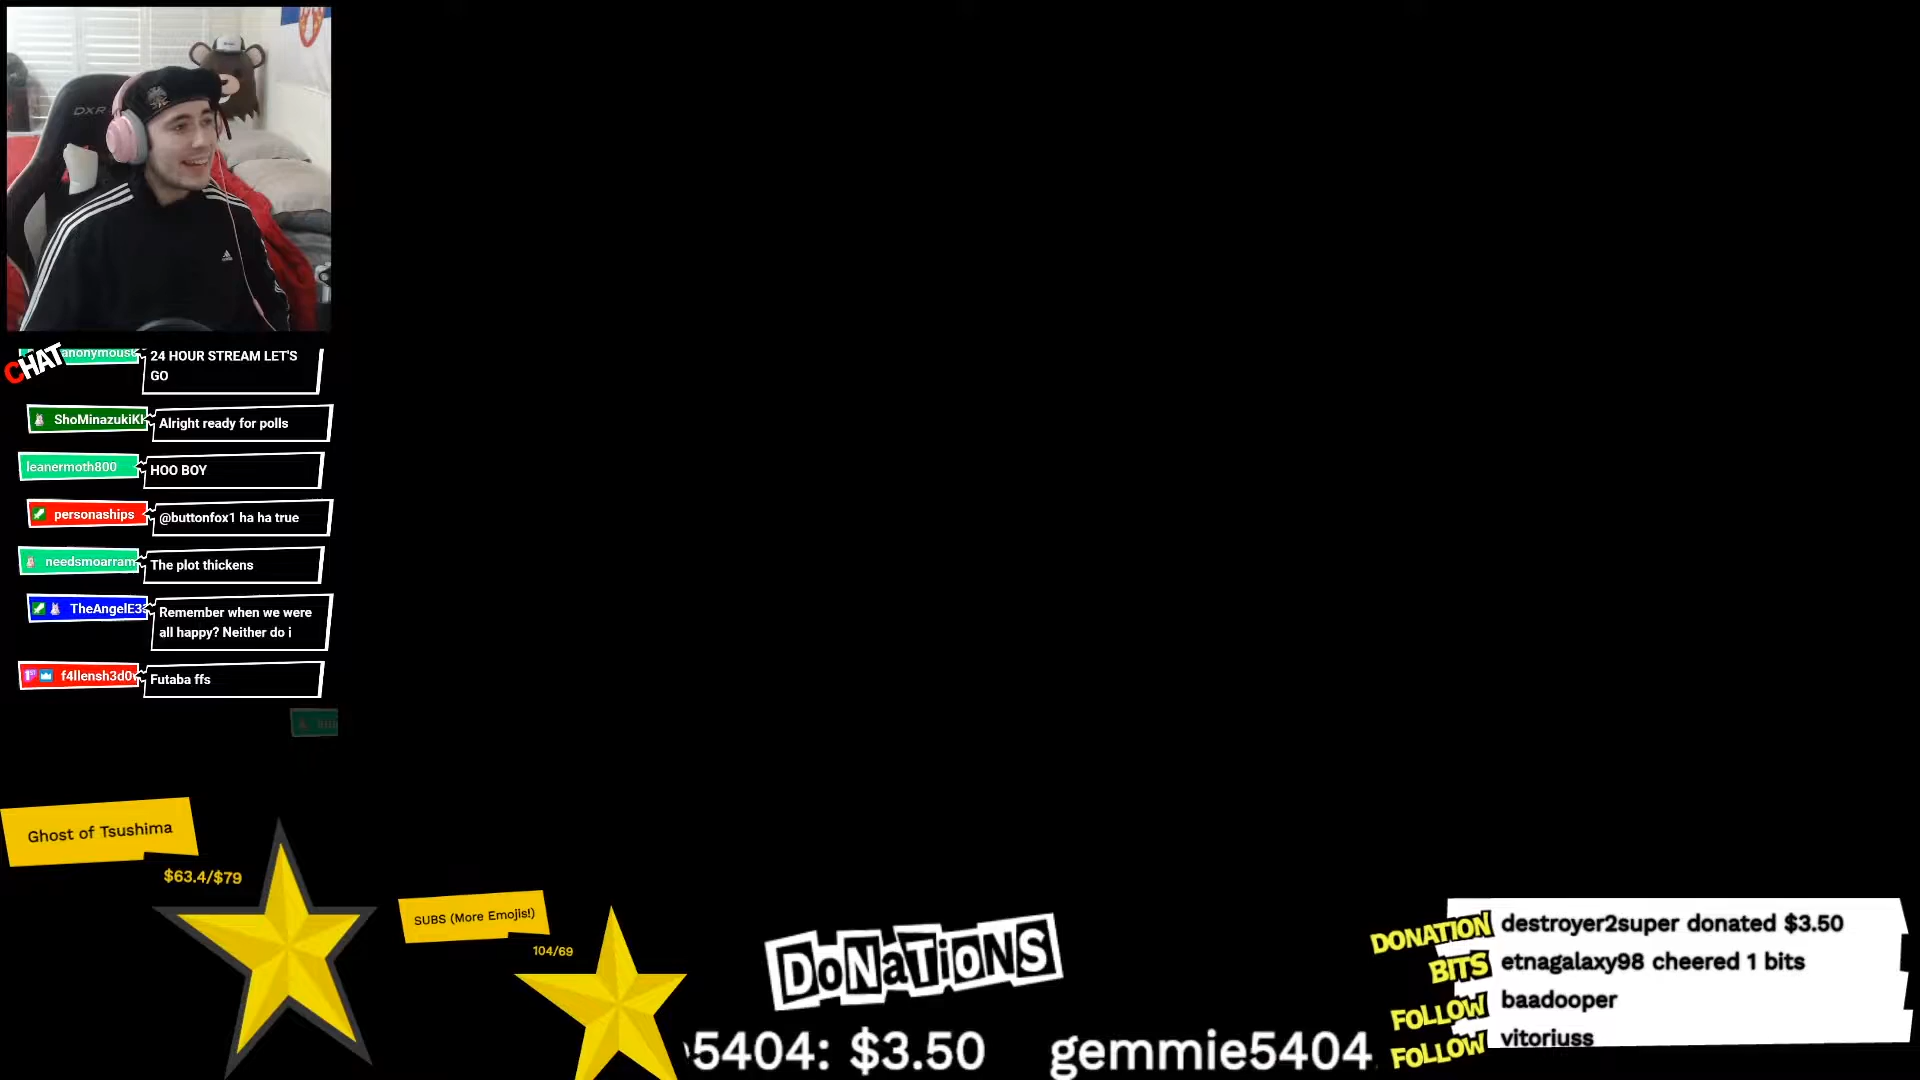 DXR
CHAT
24 HOUR STREAM LET'S
GO
Alright ready for polls
leanermoth800
HOO BOY
personaships
@buttonfox1 ha ha true
needsmoarram
The plot thickens
TheAngelE3
Remember when we were
all happy? Neither do i
f4llensh3d0
Futaba ffs
Ghost of Tsushima
$63.4/$79
SUBS (More Emojis!)
104/69
DoNaTiONS
5404: $3.50 gemmie5404
DONATION destroyer2super donated $3.50
BITS etnagalaxy98 cheered 1 bits
FOLLOW baadooper
FOLLOW vitoriuss